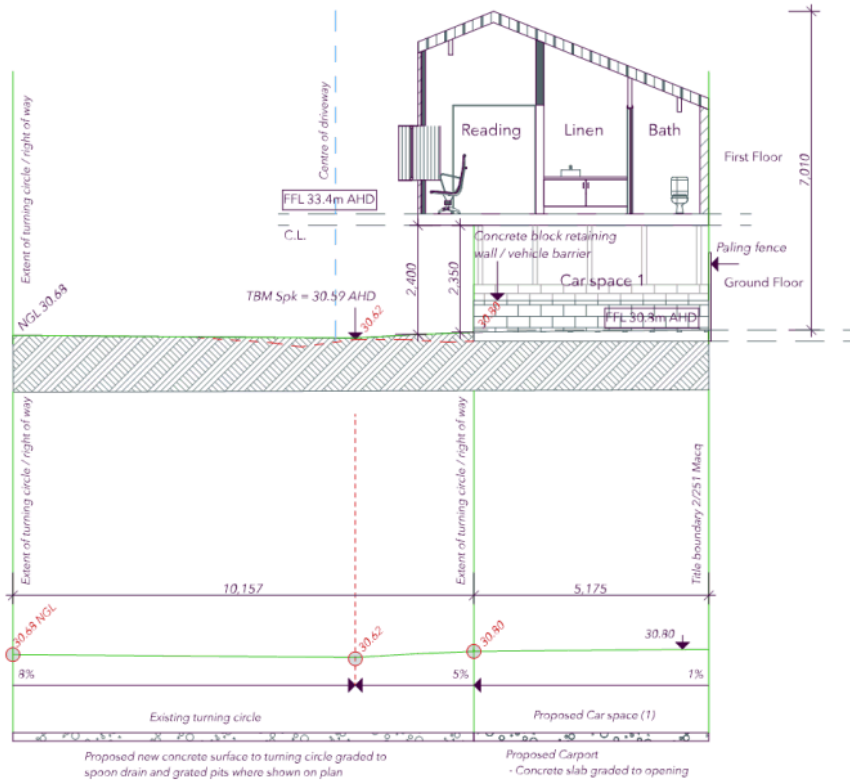 Extent of turning circle / right of way
Centre of driveway
Reading
Linen
Bath
First Floor
7,010
FFL 33.4m AHD
C.L.
2,400
2,350
Concrete block retaining
wall / vehicle barrier
Paling fence
Car space 1
Ground Floor
TBM Spk = 30.59 AHD
30.62
30.80
FFL 30.8m AHD
NGL 30.68
Extent of turning circle / right of way
Extent of turning circle / right of way
Title boundary 2/251 Macq
10,157
5,175
30.68 NGL
30.62
30.80
30.80
8%
5%
1%
Existing turning circle
Proposed Car space (1)
Proposed new concrete surface to turning circle graded to
spoon drain and grated pits where shown on plan
Proposed Carport
- Concrete slab graded to opening